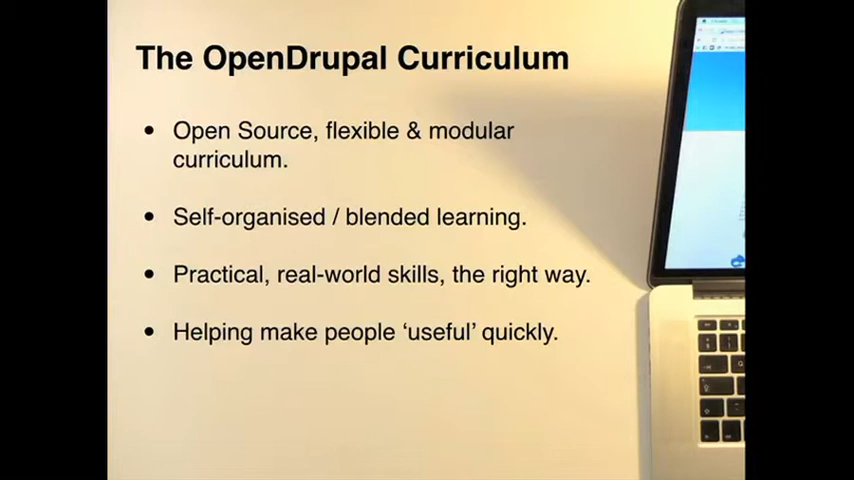 The OpenDrupal Curriculum
• Open Source, flexible & modular
curriculum.
• Self-organised / blended learning.
• Practical, real-world skills, the right way.
• Helping make people ‘useful’ quickly.